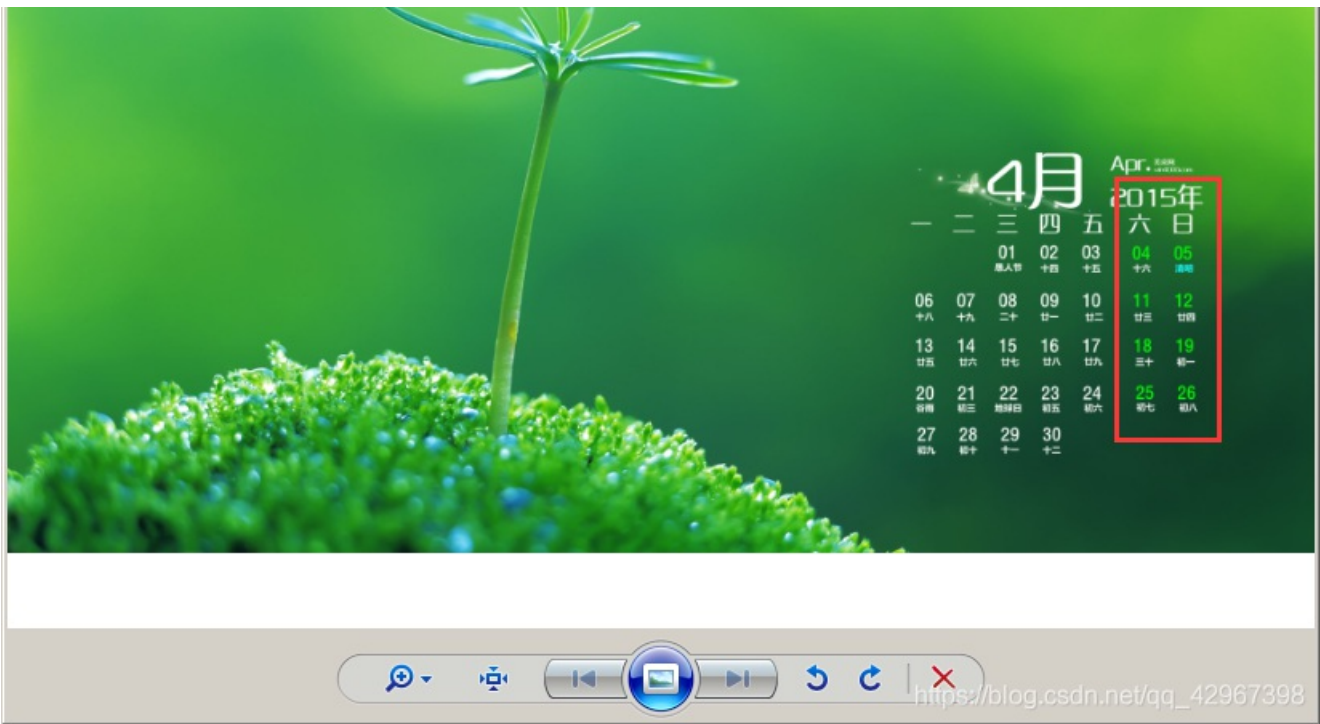 4月
Apr.
2015年
一 二 三 四 五 六 日
01 02 03 04 05
愚人节 十四 十五 十六 清明
06 07 08 09 10 11 12
十八 十九 二十 廿一 廿二 廿三 廿四
13 14 15 16 17 18 19
廿五 廿六 廿七 廿八 廿九 三十 初一
20 21 22 23 24 25 26
谷雨 初三 地球日 初五 初六 初七 初八
27 28 29 30
初九 初十 十一 十二
https://blog.csdn.net/qq_42967398